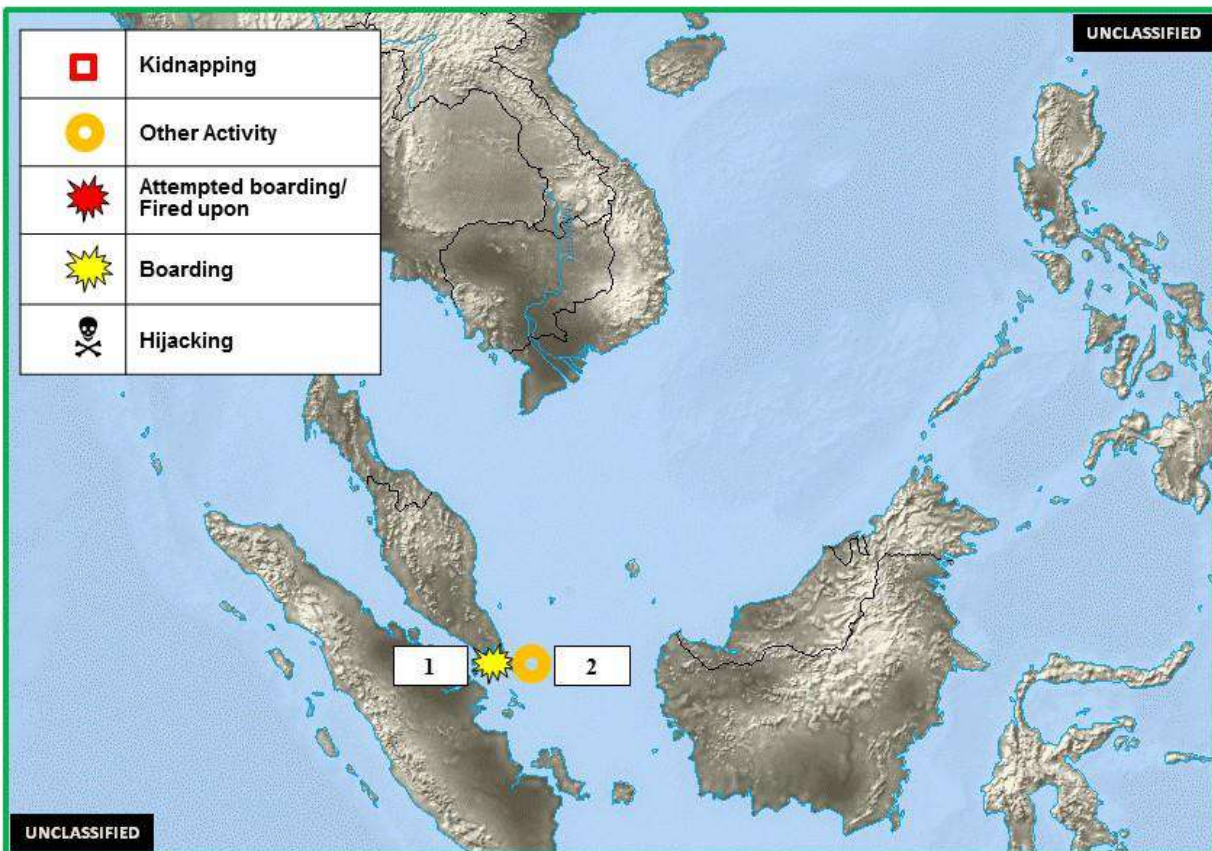 UNCLASSIFIED
Kidnapping
Other Activity
Attempted boarding/
Fired upon
Boarding
Hijacking
1
2
UNCLASSIFIED